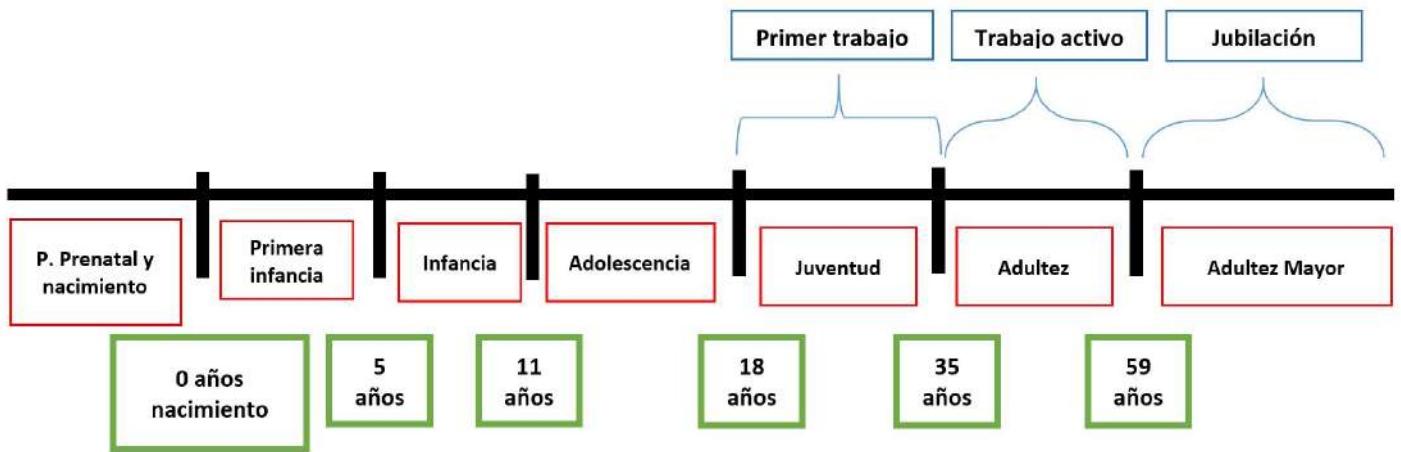 Primer trabajo
Trabajo activo
Jubilación
P. Prenatal y
nacimiento
Primera
infancia
Infancia
Adolescencia
Juventud
Adultez
Adultez Mayor
0 años
nacimiento
5
años
11
años
18
años
35
años
59
años